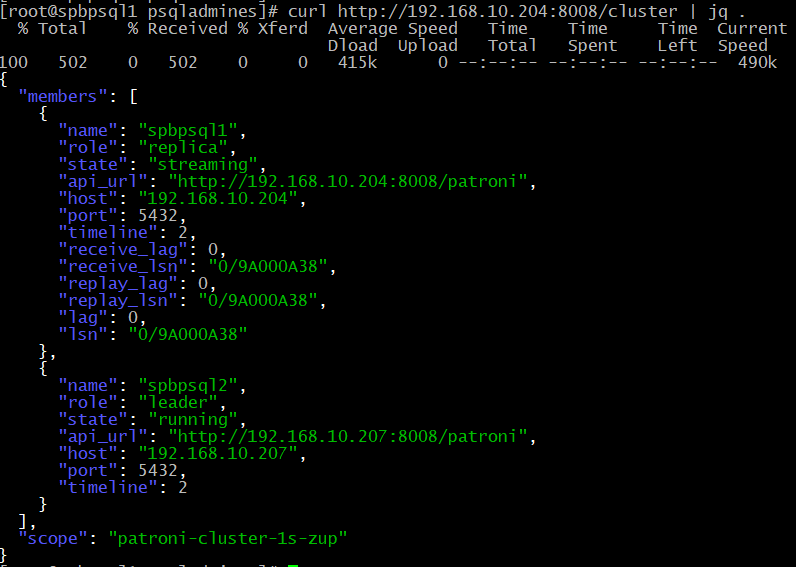 [root@spbpsql1 psqladmines]# curl http://192.168.10.204:8008/cluster | jq .
  % Total    % Received % Xferd  Average Speed   Time    Time     Time  Current
                                 Dload  Upload   Total   Spent    Left  Speed
100   502    0   502    0     0   415k      0 --:--:-- --:--:-- --:--:--  490k
{
  "members": [
    {
      "name": "spbpsql1",
      "role": "replica",
      "state": "streaming",
      "api_url": "http://192.168.10.204:8008/patroni",
      "host": "192.168.10.204",
      "port": 5432,
      "timeline": 2,
      "receive_lag": 0,
      "receive_lsn": "0/9A000A38",
      "replay_lag": 0,
      "replay_lsn": "0/9A000A38",
      "lag": 0,
      "lsn": "0/9A000A38"
    },
    {
      "name": "spbpsql2",
      "role": "leader",
      "state": "running",
      "api_url": "http://192.168.10.207:8008/patroni",
      "host": "192.168.10.207",
      "port": 5432,
      "timeline": 2
    }
  ],
  "scope": "patroni-cluster-1s-zup"
}